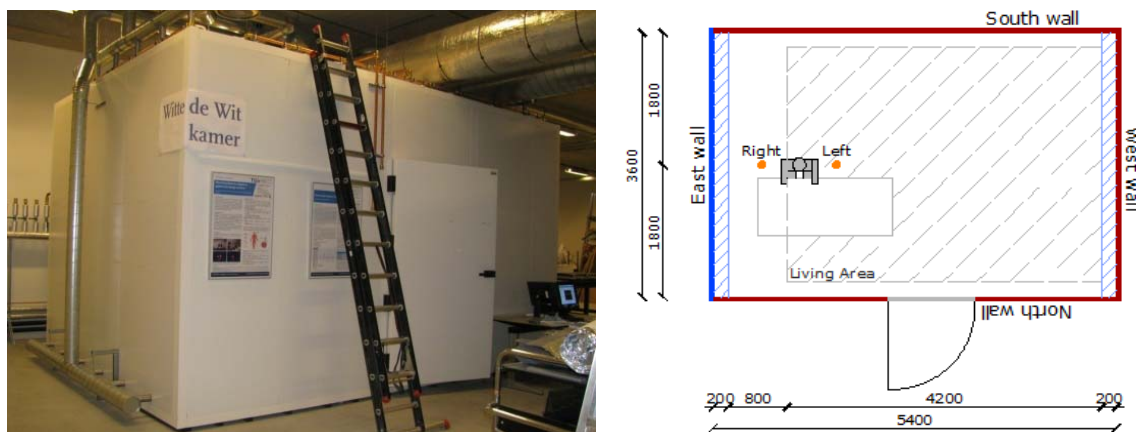 Witte de Wit
kamer
South wall
1800
3600
Right
Left
East wall
West wall
1800
Living Area
North wall
200
800
4200
200
5400